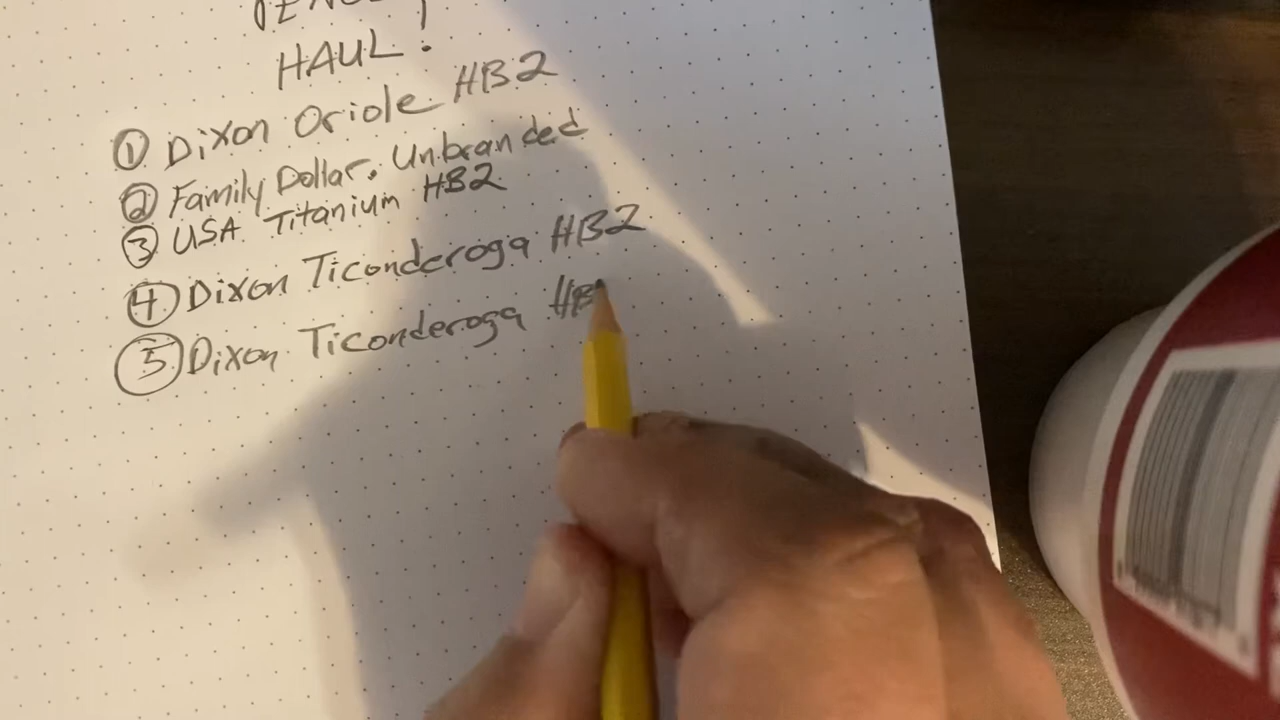 HAUL!
① Dixon Oriole HB2
② Family Dollar. Unbranded
③ USA Titanium HB2
④ Dixon Ticonderoga HB2
⑤ Dixon Ticonderoga HB